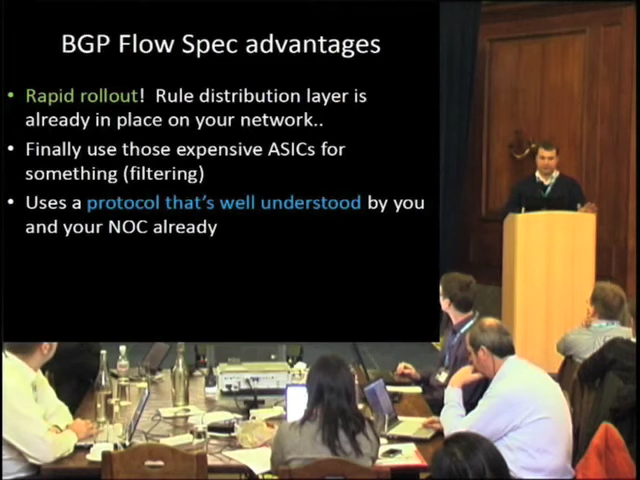 BGP Flow Spec advantages
• Rapid rollout! Rule distribution layer is
already in place on your network..
• Finally use those expensive ASICs for
something (filtering)
• Uses a protocol that's well understood by you
and your NOC already